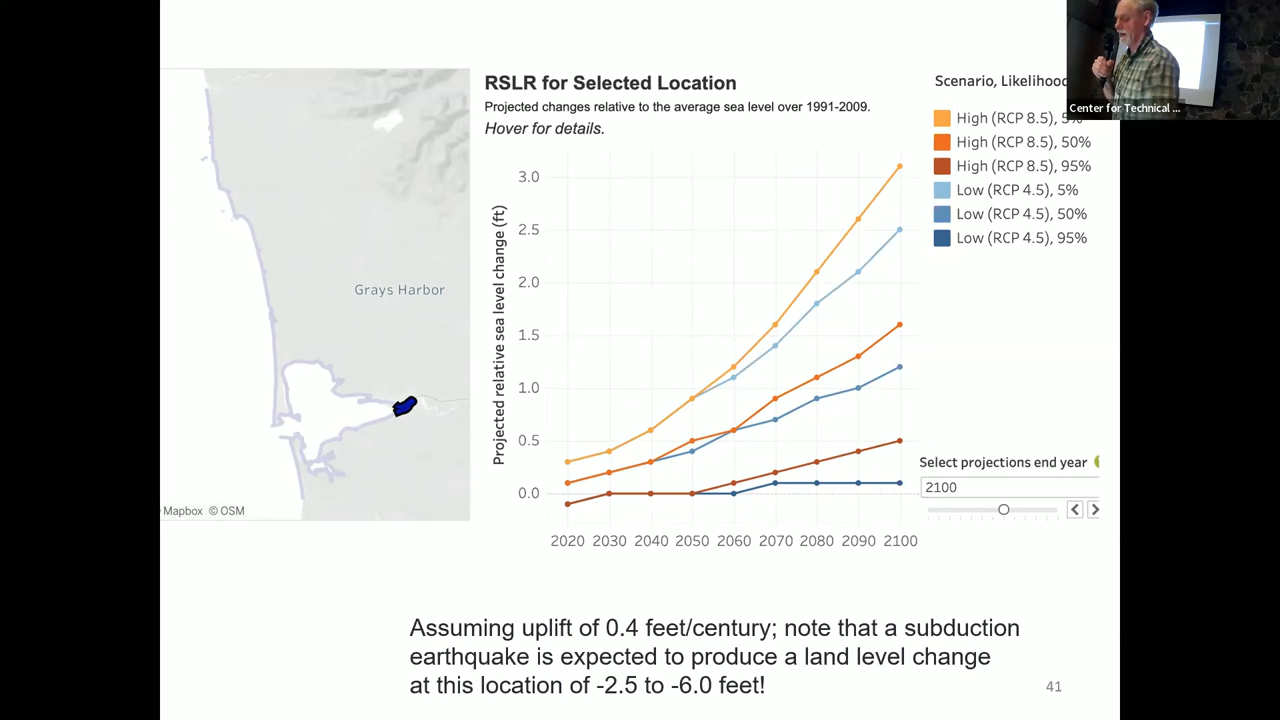 RSLR for Selected Location
Projected changes relative to the average sea level over 1991-2009.
Hover for details.
Scenario, Likelihood
Center for Technical ...
High (RCP 8.5), 5%
High (RCP 8.5), 50%
High (RCP 8.5), 95%
Low (RCP 4.5), 5%
Low (RCP 4.5), 50%
Low (RCP 4.5), 95%
Projected relative sea level change (ft)
3.0
2.5
2.0
1.5
1.0
0.5
0.0
2020 2030 2040 2050 2060 2070 2080 2090 2100
Grays Harbor
Mapbox © OSM
Select projections end year
2100
Assuming uplift of 0.4 feet/century; note that a subduction
earthquake is expected to produce a land level change
at this location of -2.5 to -6.0 feet!
41